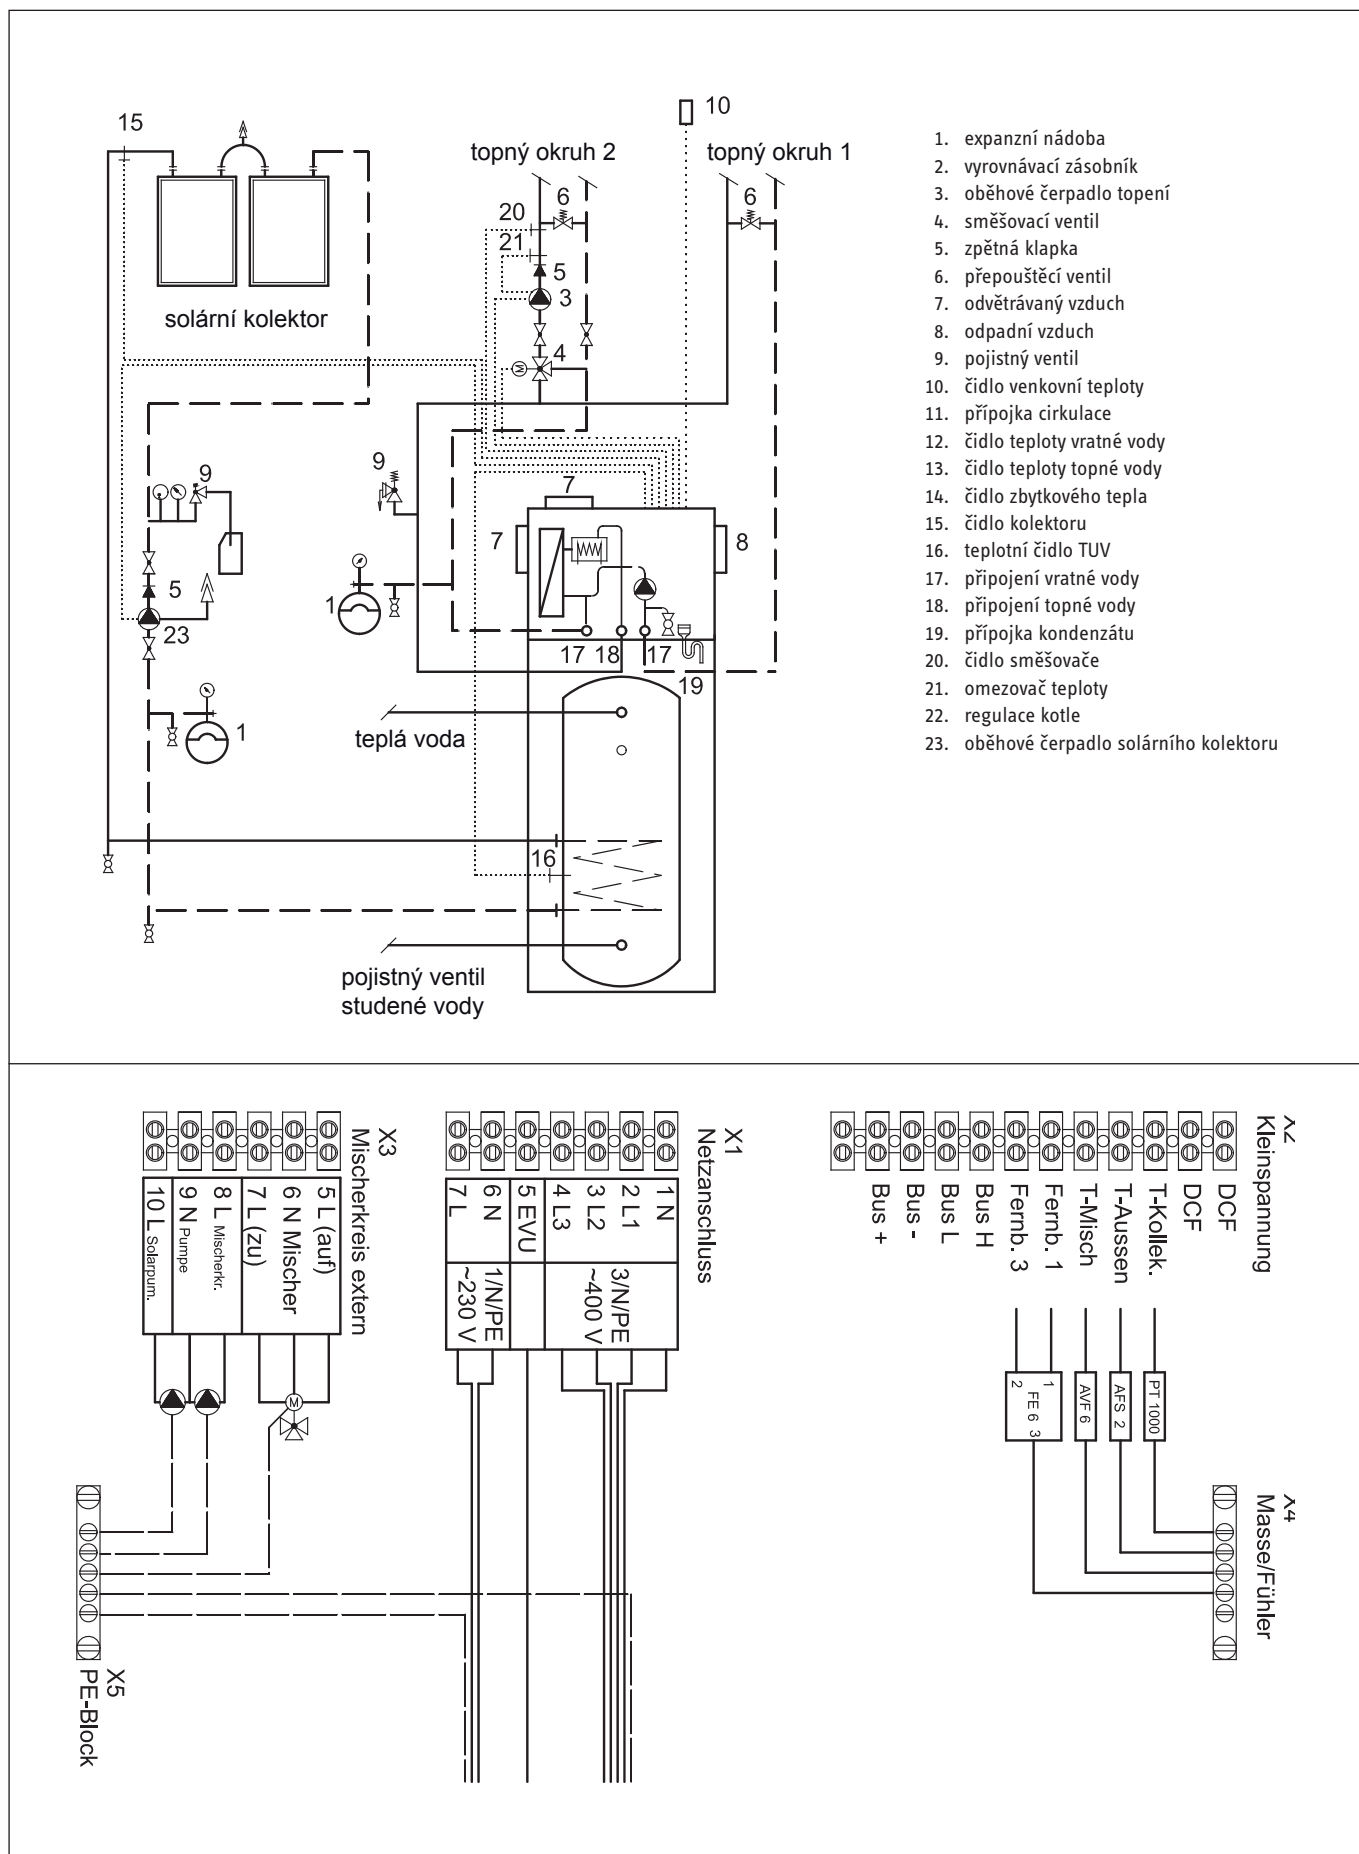 15
10
topný okruh 2
topný okruh 1
6
6
20
21
5
3
solární kolektor
4
M
9
9
7
7
8
5
1
23
17
18
17
19
1
teplá voda
16
pojistný ventil
studené vody
1. expanzní nádoba
2. vyrovnávací zásobník
3. oběhové čerpadlo topení
4. směšovací ventil
5. zpětná klapka
6. přepouštěcí ventil
7. odvětrávaný vzduch
8. odpadní vzduch
9. pojistný ventil
10. čidlo venkovní teploty
11. přípojka cirkulace
12. čidlo teploty vratné vody
13. čidlo teploty topné vody
14. čidlo zbytkového tepla
15. čidlo kolektoru
16. teplotní čidlo TUV
17. připojení vratné vody
18. připojení topné vody
19. přípojka kondenzátu
20. čidlo směšovače
21. omezovač teploty
22. regulace kotle
23. oběhové čerpadlo solárního kolektoru
X3
Mischerkreis extern
5 L (auf)
6 N Mischer
7 L (zu)
8 L Mischerkr.
9 N Pumpe
10 L Solarpum.
M
X5
PE-Block
X1
Netzanschluss
1 N
2 L1
3 L2
4 L3
5 EVU
6 N
7 L
3/N/PE
~400 V
1/N/PE
~230 V
X2
Kleinspannung
DCF
DCF
T-Kollek.
T-Aussen
T-Misch
Fernb. 1
Fernb. 3
Bus H
Bus L
Bus -
Bus +
PT 1000
AFS 2
AVF 6
1
FE 6 3
2
X4
Masse/Fühler